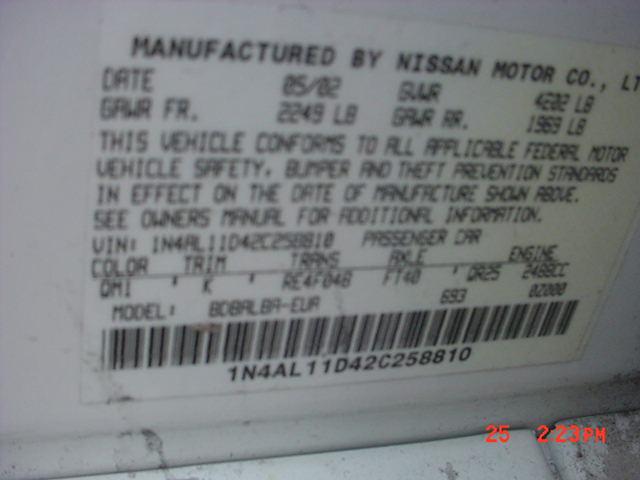 MANUFACTURED BY NISSAN MOTOR CO., LT
DATE 05/02 GVWR 4202 LB
GAWR FR. 2249 LB GAWR RR. 1969 LB
THIS VEHICLE CONFORMS TO ALL APPLICABLE FEDERAL MOTOR
VEHICLE SAFETY, BUMPER AND THEFT PREVENTION STANDARDS
IN EFFECT ON THE DATE OF MANUFACTURE SHOWN ABOVE.
SEE OWNERS MANUAL FOR ADDITIONAL INFORMATION.
VIN: 1N4AL11D42C258810 PASSENGER CAR
COLOR TRIM TRANS AXLE ENGINE
QM1 K RE4F04B FT40 QR25 2488CC
MODEL: BDBALBA-EUA 693 0Z000
1N4AL11D42C258810
25 2:23PM